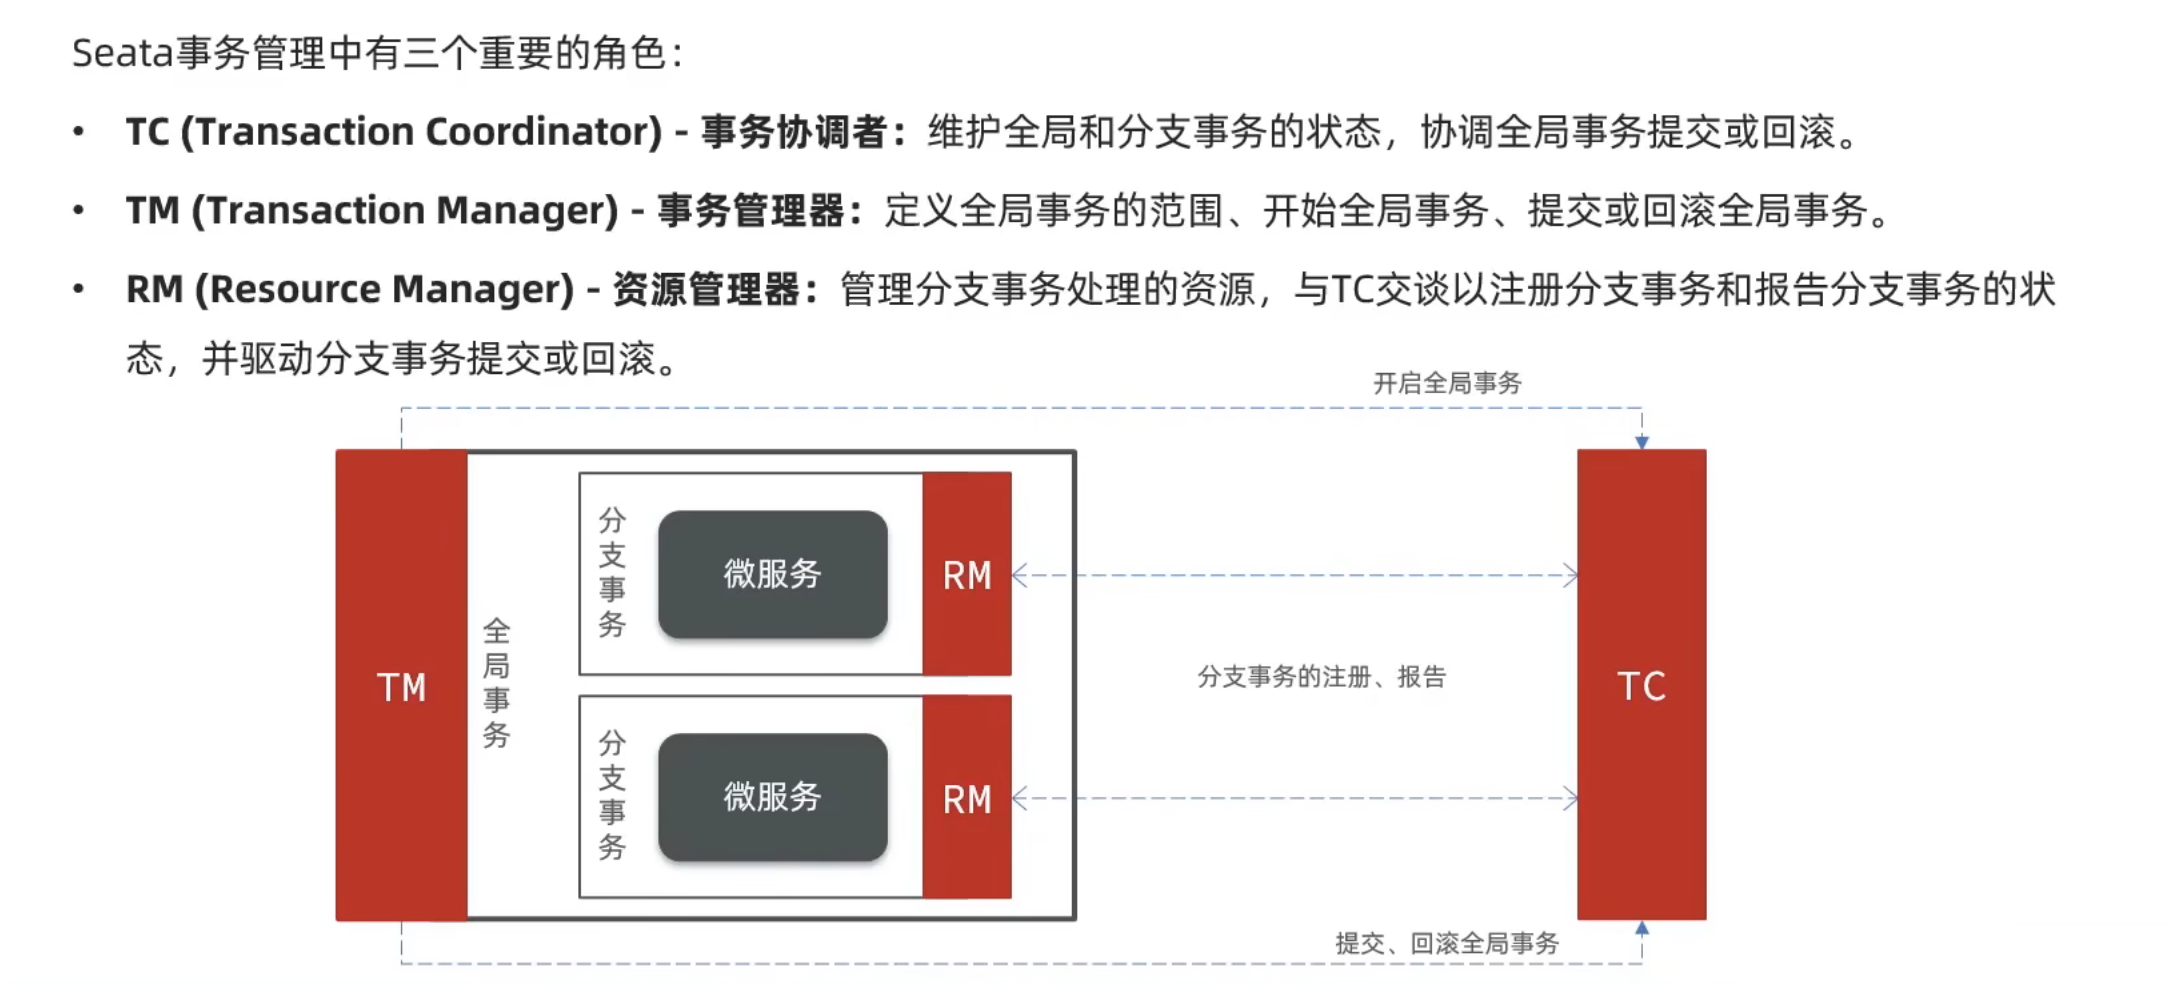 Seata事务管理中有三个重要的角色：
• TC (Transaction Coordinator) - 事务协调者：维护全局和分支事务的状态，协调全局事务提交或回滚。
• TM (Transaction Manager) - 事务管理器：定义全局事务的范围、开始全局事务、提交或回滚全局事务。
• RM (Resource Manager) - 资源管理器：管理分支事务处理的资源，与TC交谈以注册分支事务和报告分支事务的状
态，并驱动分支事务提交或回滚。
开启全局事务
TM
全局事务
分支事务
微服务
RM
分支事务
微服务
RM
分支事务的注册、报告
TC
提交、回滚全局事务